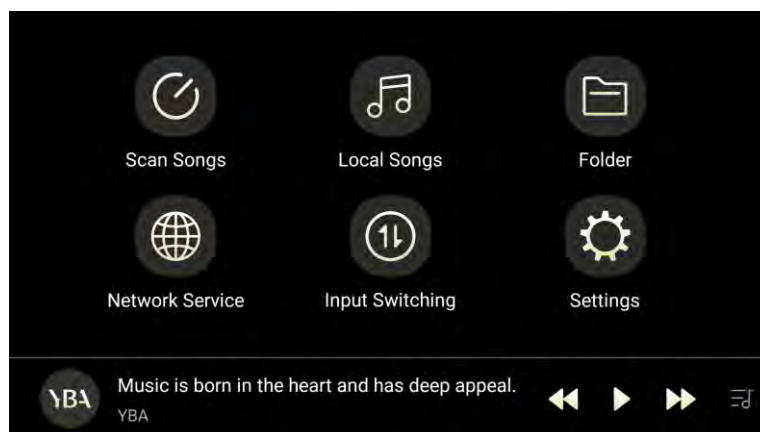 Scan Songs
Local Songs
Folder
Network Service
Input Switching
Settings
YBA
Music is born in the heart and has deep appeal.
YBA